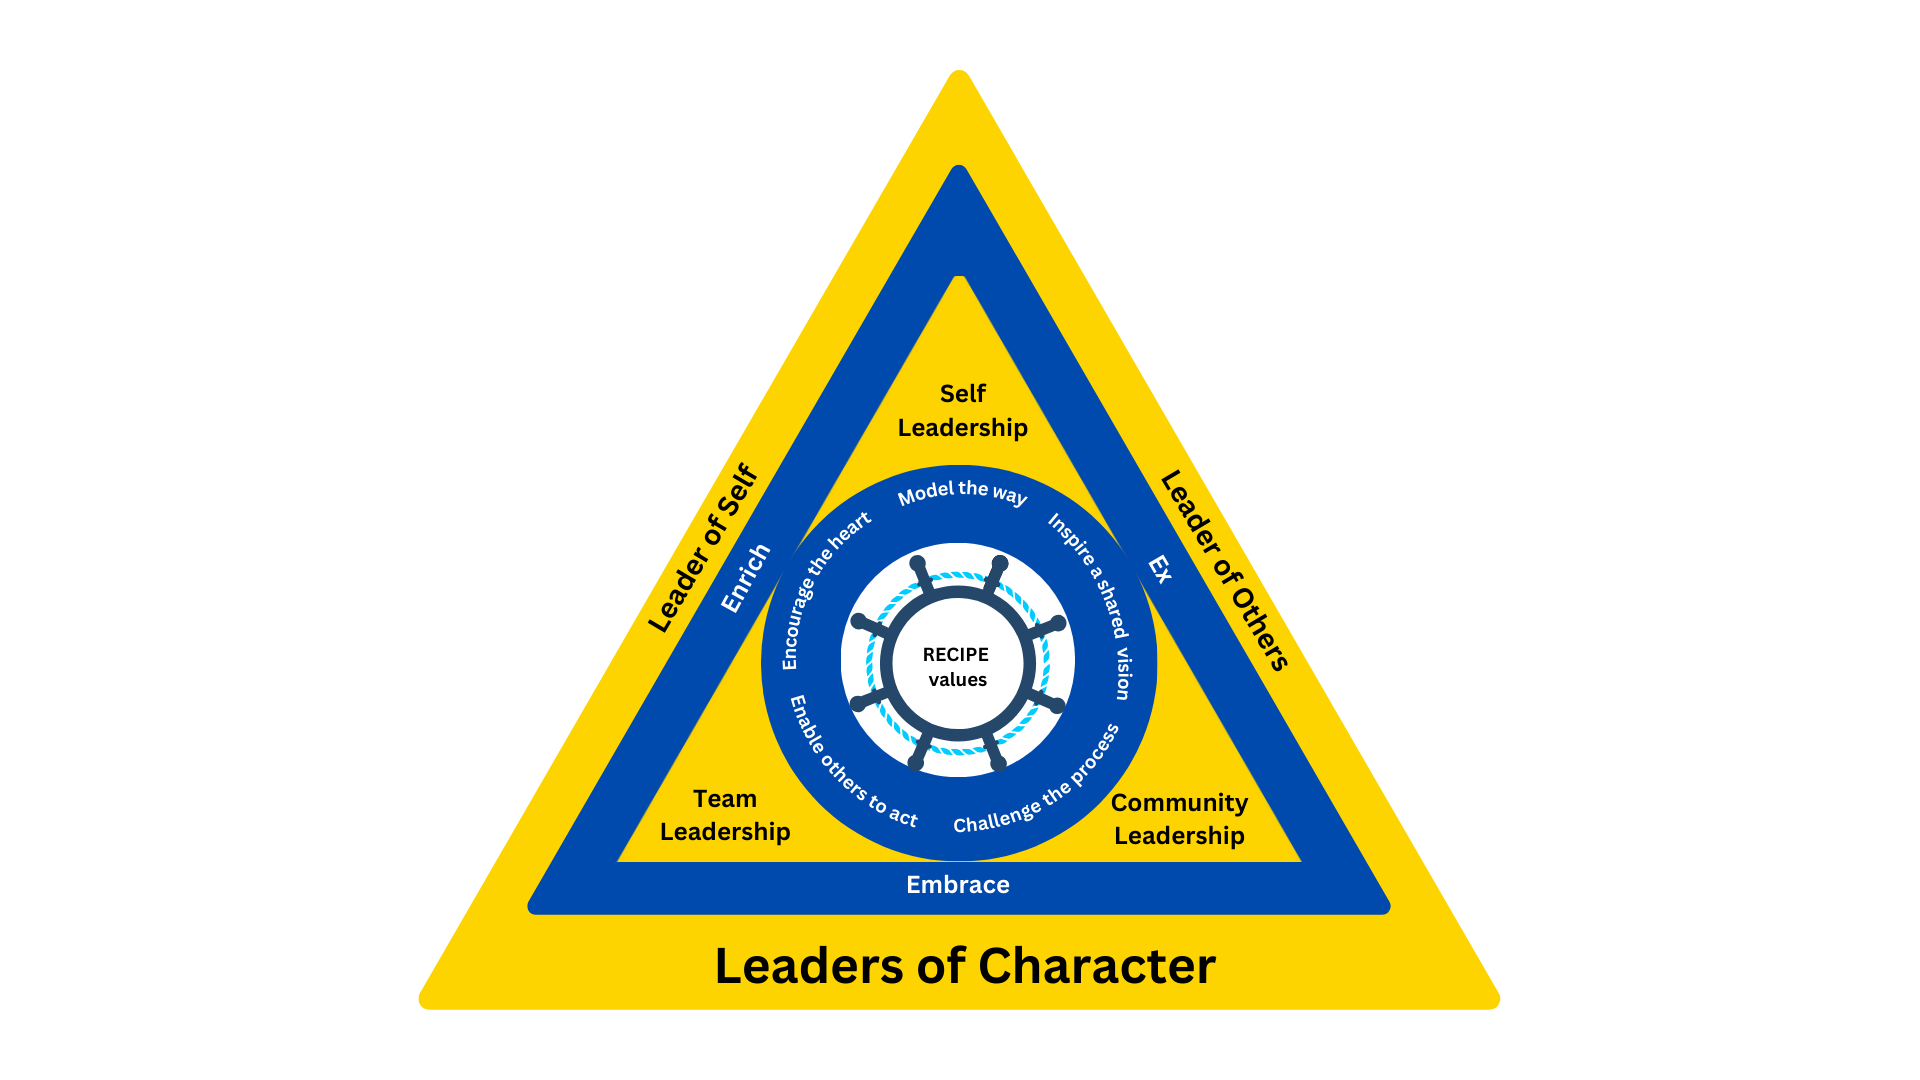 Leader of Self
Leader of Others
Enrich
Ex
Self
Leadership
Model the way
Inspire a shared vision
Challenge the process
Enable others to act
Encourage the heart
RECIPE
values
Team
Leadership
Community
Leadership
Embrace
Leaders of Character